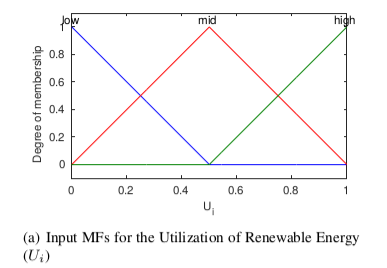 low mid high
1
0.8
0.6
0.4
0.2
0
Degree of membership
0 0.2 0.4 0.6 0.8 1
U_i
(a) Input MFs for the Utilization of Renewable Energy
(U_i)